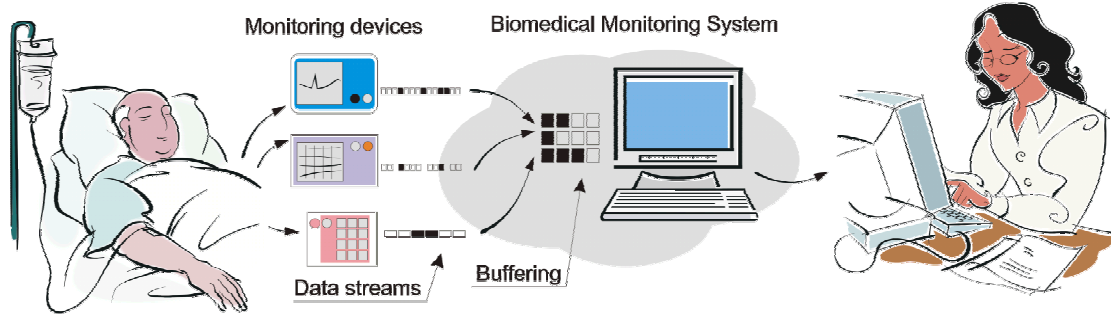 Monitoring devices
Biomedical Monitoring System
Data streams
Buffering